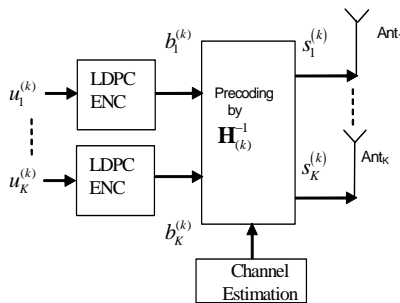 b_1^{(k)}
s_1^{(k)}
Ant
u_1^{(k)}
LDPC
ENC
Precoding
by
H_{(k)}^{-1}
u_K^{(k)}
LDPC
ENC
s_K^{(k)}
Ant_K
b_K^{(k)}
Channel
Estimation